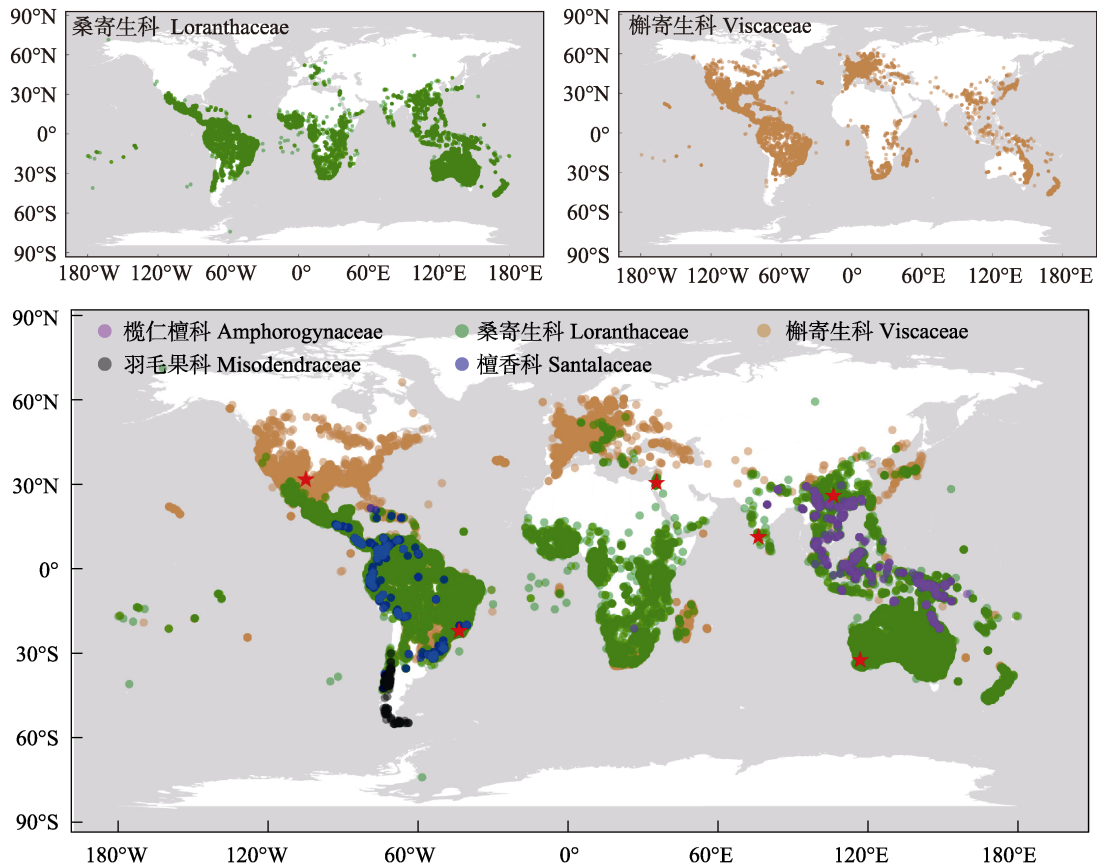 桑寄生科 Loranthaceae
90°N
60°N
30°N
0°
30°S
60°S
90°S
180°W 120°W 60°W 0° 60°E 120°E 180°E
槲寄生科 Viscaceae
90°N
60°N
30°N
0°
30°S
60°S
90°S
180°W 120°W 60°W 0° 60°E 120°E 180°E
榄仁檀科 Amphorogynaceae 桑寄生科 Loranthaceae 槲寄生科 Viscaceae
羽毛果科 Misodendraceae 檀香科 Santalaceae
90°N
60°N
30°N
0°
30°S
60°S
90°S
180°W 120°W 60°W 0° 60°E 120°E 180°E